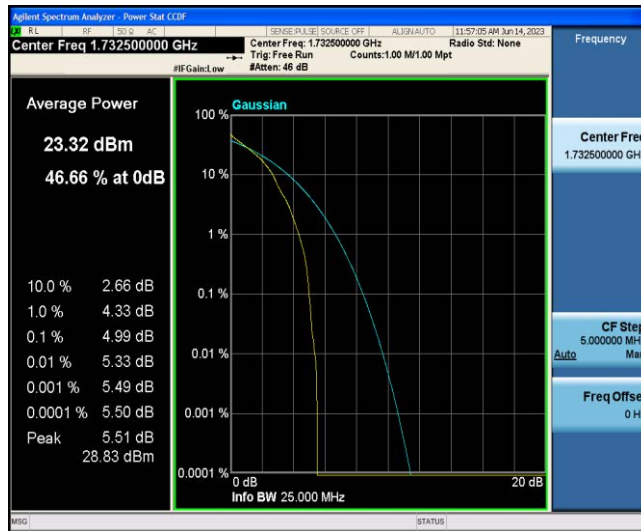 Agilent Spectrum Analyzer - Power Stat CCDF
RL RF 50 Ω AC SENSE:PULSE SOURCE OFF ALIGN AUTO 11:57:05 AM Jun 14, 2023
Center Freq 1.732500000 GHz
Center Freq: 1.732500000 GHz Radio Std: None
Trig: Free Run Counts:1.00 M/1.00 Mpt
#IFGain:Low #Atten: 46 dB
Frequency
Average Power
23.32 dBm
46.66 % at 0dB
10.0 % 2.66 dB
1.0 % 4.33 dB
0.1 % 4.99 dB
0.01 % 5.33 dB
0.001 % 5.49 dB
0.0001 % 5.50 dB
Peak 5.51 dB
28.83 dBm
Gaussian
100 %
10 %
1 %
0.1 %
0.01 %
0.001 %
0.0001 %
0 dB 20 dB
Info BW 25.000 MHz
Center Fre
1.732500000 GH
CF Step
5.000000 MH
Auto Ma
Freq Offse
0 H
MSG STATUS